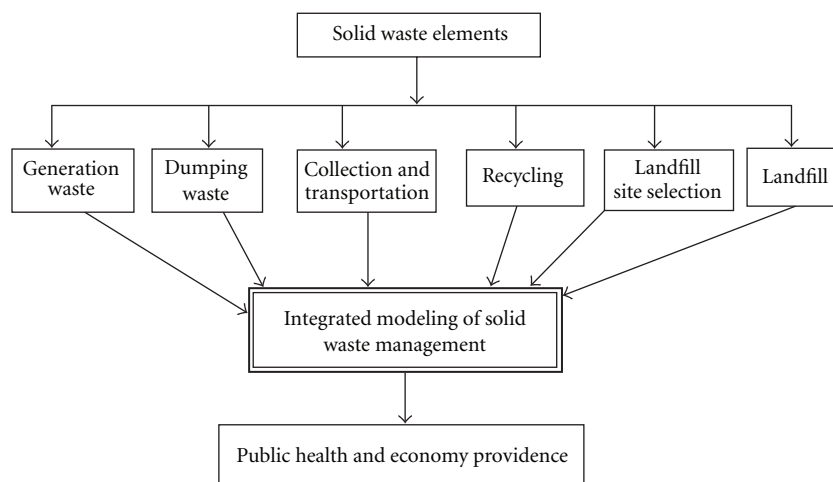 Solid waste elements
Generation
waste
Dumping
waste
Collection and
transportation
Recycling
Landfill
site selection
Landfill
Integrated modeling of solid
waste management
Public health and economy providence